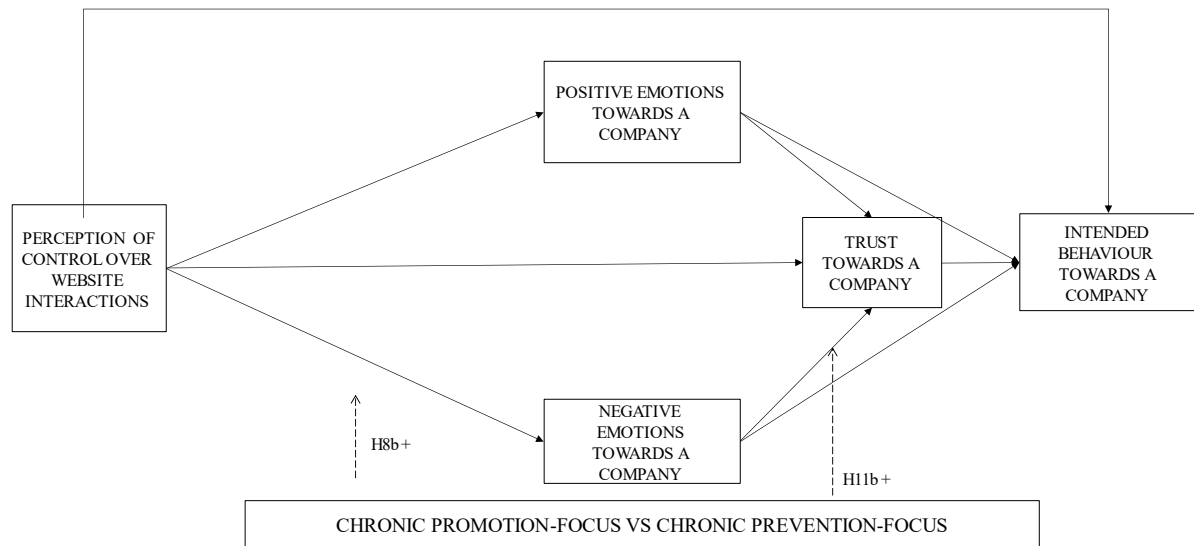 POSITIVE EMOTIONS
TOWARDS A
COMPANY
PERCEPTION OF
CONTROL OVER
WEBSITE
INTERACTIONS
TRUST
TOWARDS A
COMPANY
INTENDED
BEHAVIOUR
TOWARDS A
COMPANY
NEGATIVE
EMOTIONS
TOWARDS A
COMPANY
H8b+
H11b+
CHRONIC PROMOTION-FOCUS VS CHRONIC PREVENTION-FOCUS